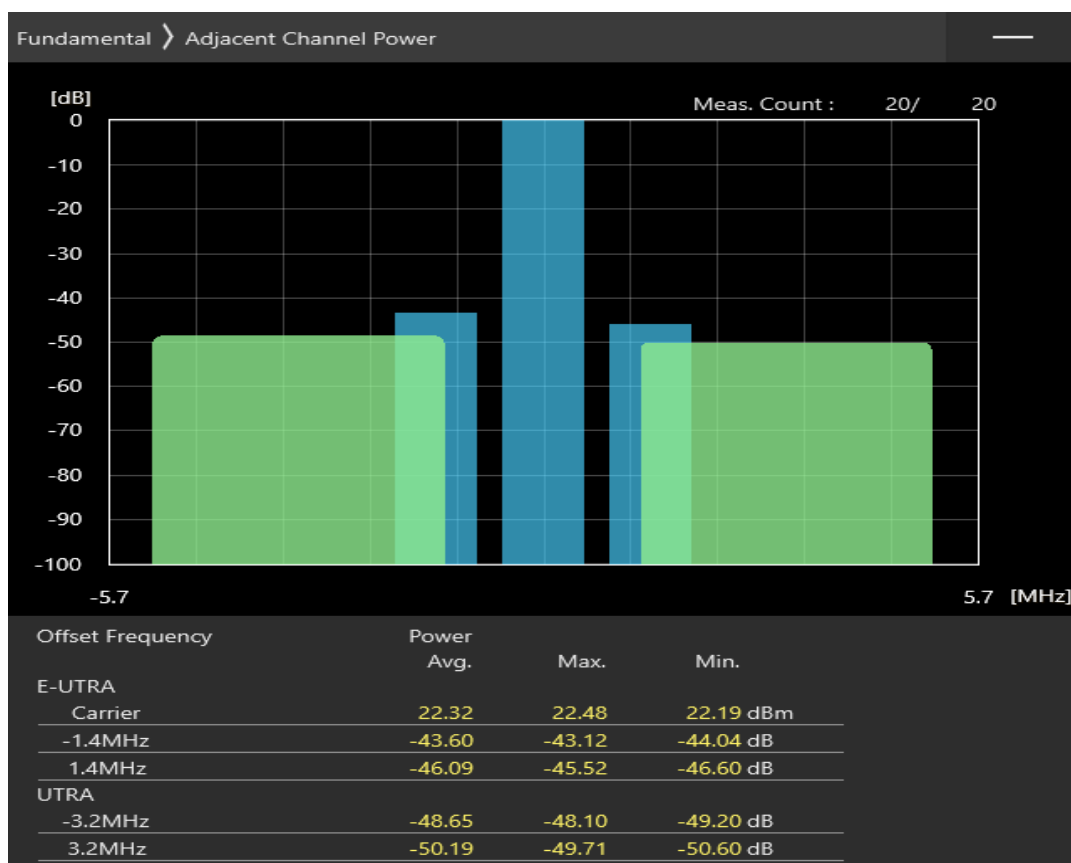 Fundamental 〉 Adjacent Channel Power
[dB]
Meas. Count : 20/ 20
0
-10
-20
-30
-40
-50
-60
-70
-80
-90
-100
-5.7 5.7 [MHz]
Offset Frequency Power
Avg. Max. Min.
E-UTRA
Carrier 22.32 22.48 22.19 dBm
-1.4MHz -43.60 -43.12 -44.04 dB
1.4MHz -46.09 -45.52 -46.60 dB
UTRA
-3.2MHz -48.65 -48.10 -49.20 dB
3.2MHz -50.19 -49.71 -50.60 dB